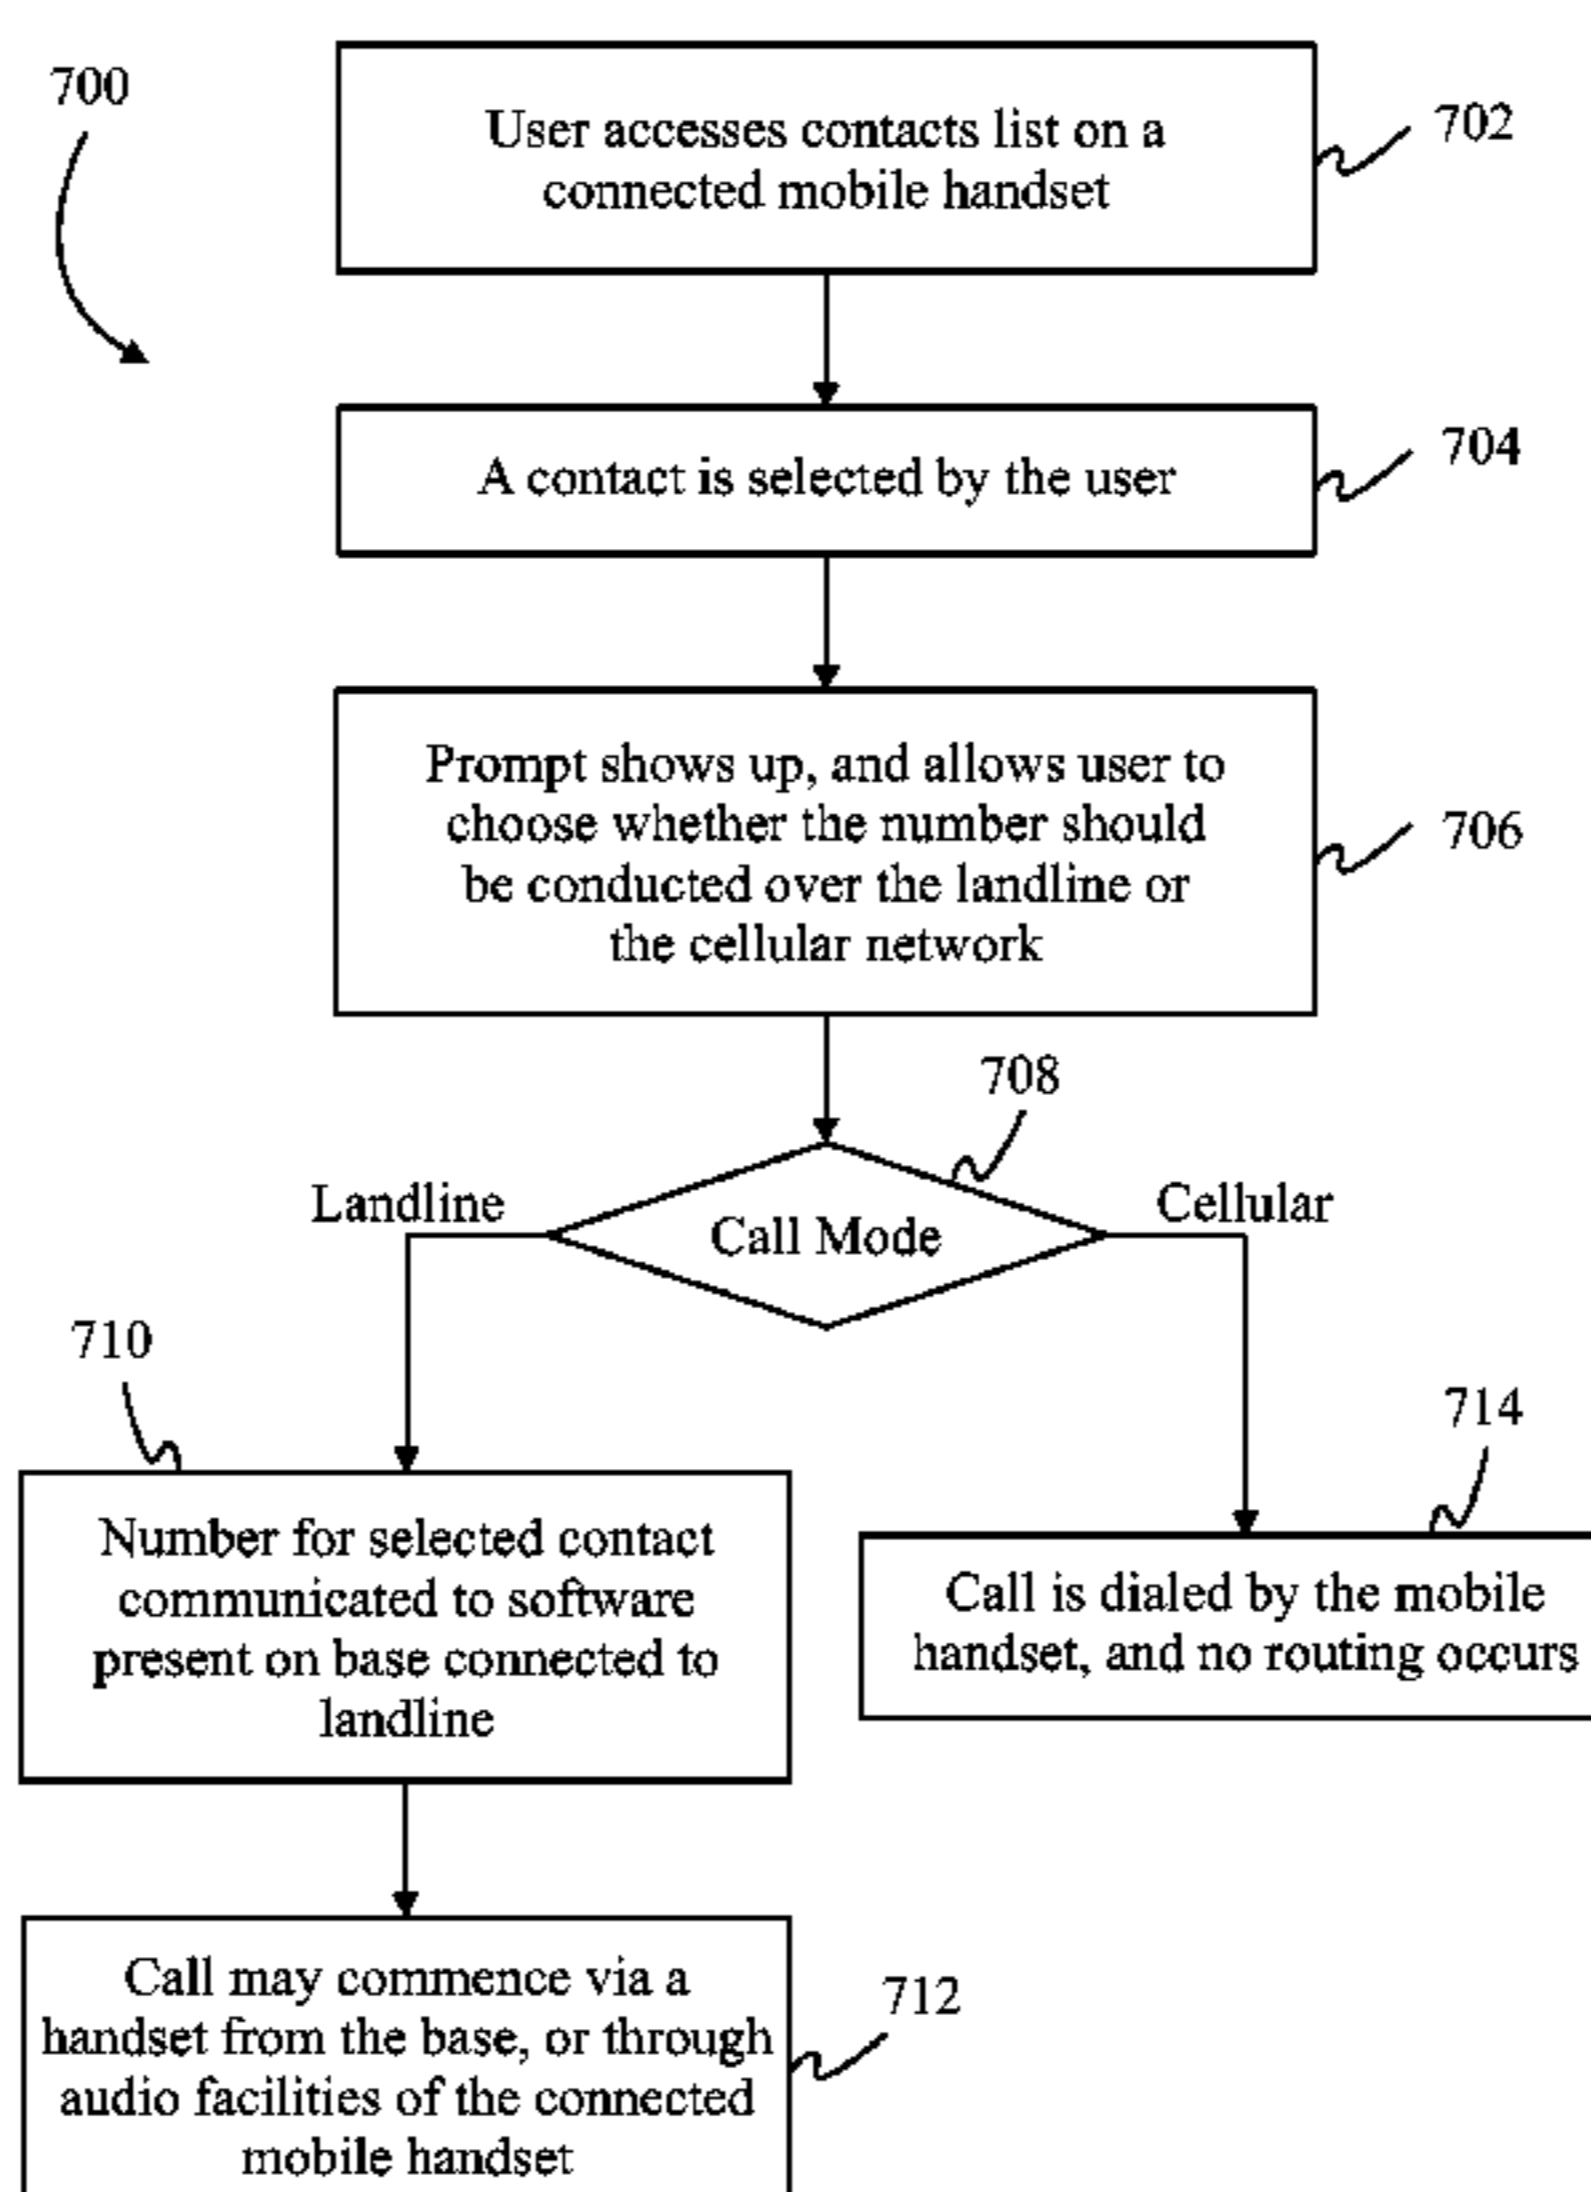 700
User accesses contacts list on a
connected mobile handset
702
A contact is selected by the user
704
Prompt shows up, and allows user to
choose whether the number should
be conducted over the landline or
the cellular network
706
708
Landline
Call Mode
Cellular
710
Number for selected contact
communicated to software
present on base connected to
landline
714
Call is dialed by the mobile
handset, and no routing occurs
Call may commence via a
handset from the base, or through
audio facilities of the connected
mobile handset
712